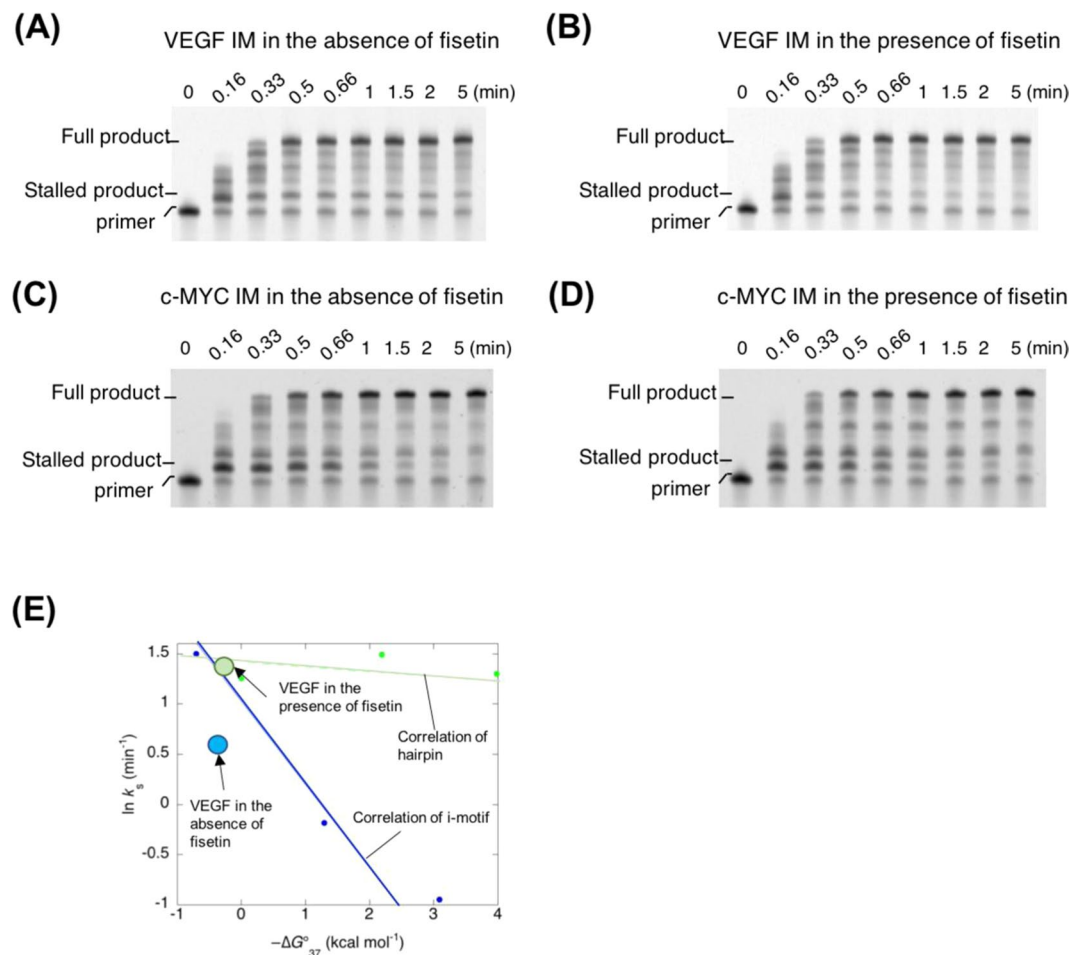 (A)
VEGF IM in the absence of fisetin
0 0.16 0.33 0.5 0.66 1 1.5 2 5 (min)
Full product
Stalled product
primer
(B)
VEGF IM in the presence of fisetin
0 0.16 0.33 0.5 0.66 1 1.5 2 5 (min)
Full product
Stalled product
primer
(C)
c-MYC IM in the absence of fisetin
0 0.16 0.33 0.5 0.66 1 1.5 2 5 (min)
Full product
Stalled product
primer
(D)
c-MYC IM in the presence of fisetin
0 0.16 0.33 0.5 0.66 1 1.5 2 5 (min)
Full product
Stalled product
primer
(E)
ln kₛ (min⁻¹)
1.5
1
0.5
0
-0.5
-1
VEGF in the
presence of fisetin
Correlation of
hairpin
VEGF in the
absence of
fisetin
Correlation of i-motif
-1 0 1 2 3 4
−ΔG°₃₇ (kcal mol⁻¹)